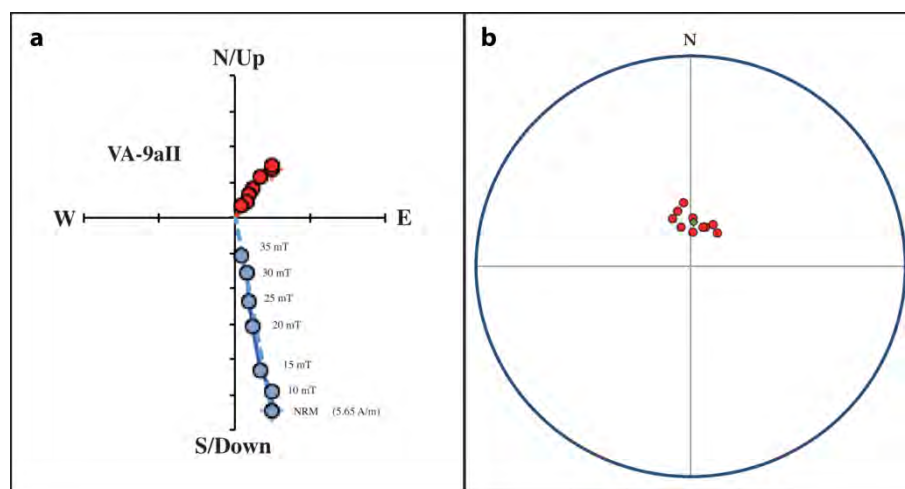 a
N/Up
VA-9aII
W
E
35 mT
30 mT
25 mT
20 mT
15 mT
10 mT
NRM (5.65 A/m)
S/Down
b
N